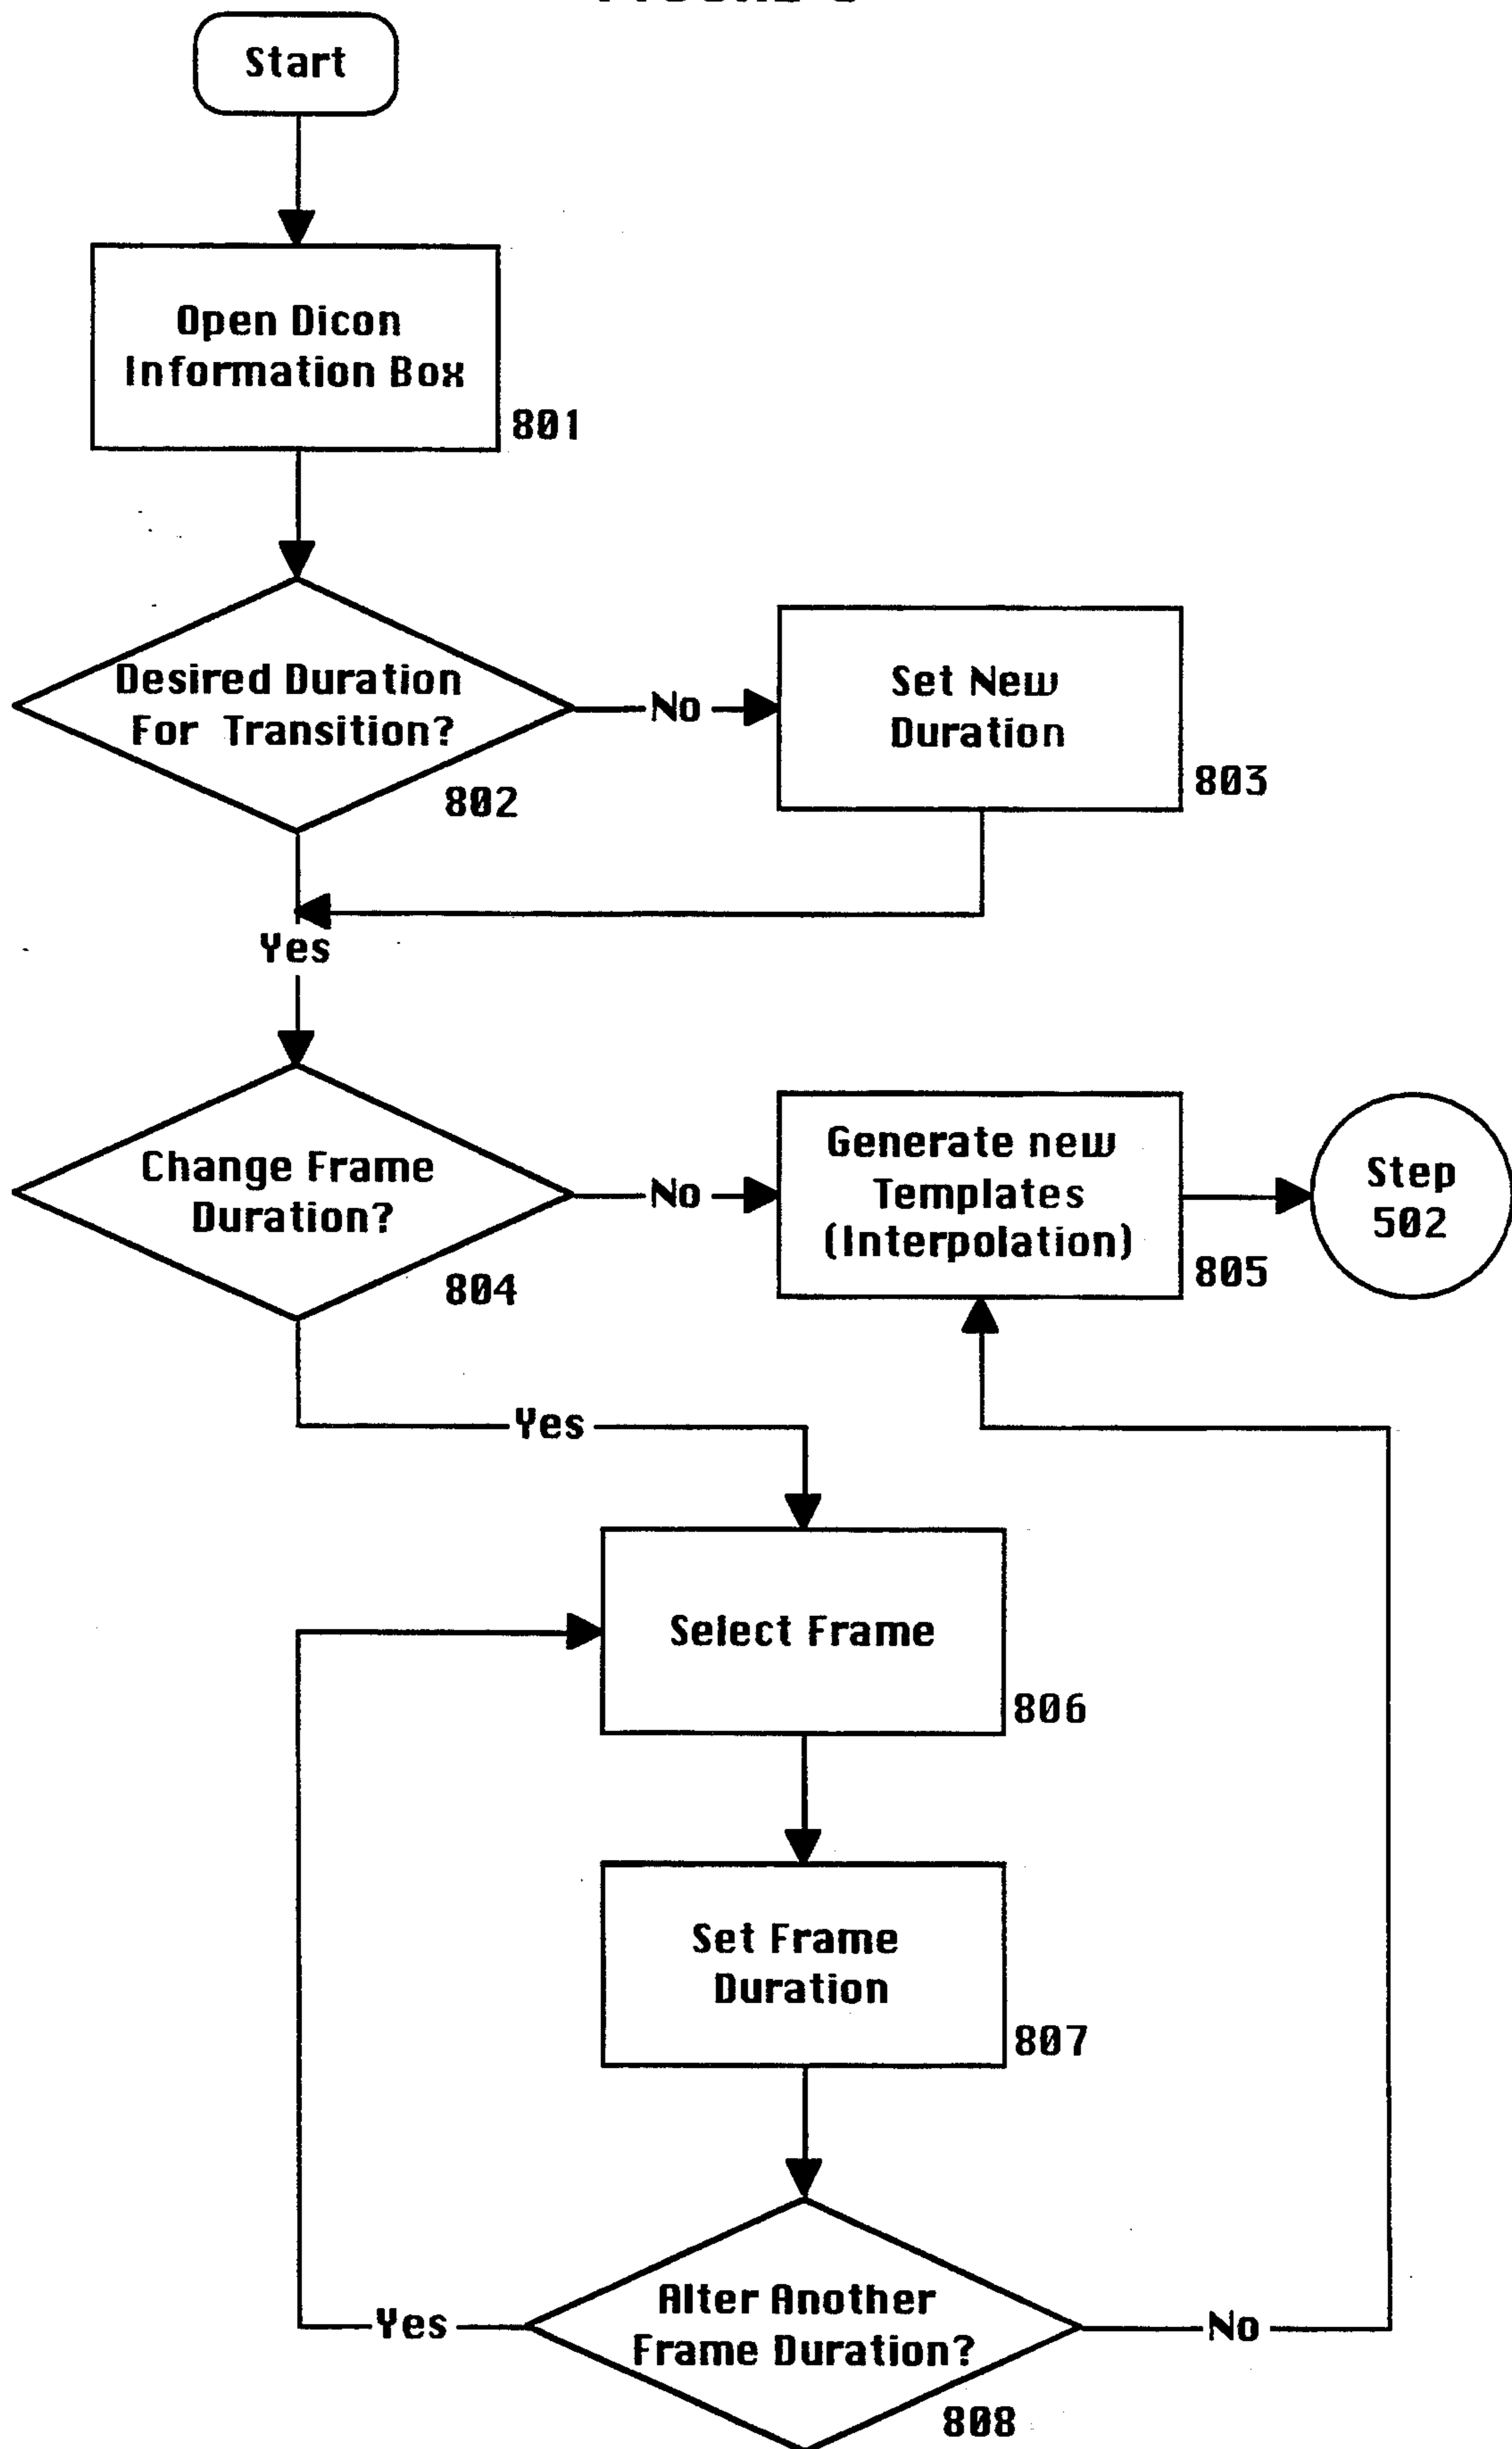 Start
Open Dicon
Information Box
801
Desired Duration
For Transition?
802
No
Set New
Duration
803
Yes
Change Frame
Duration?
804
No
Generate new
Templates
(Interpolation)
805
Step
502
Yes
Select Frame
806
Set Frame
Duration
807
Alter Another
Frame Duration?
808
Yes
No